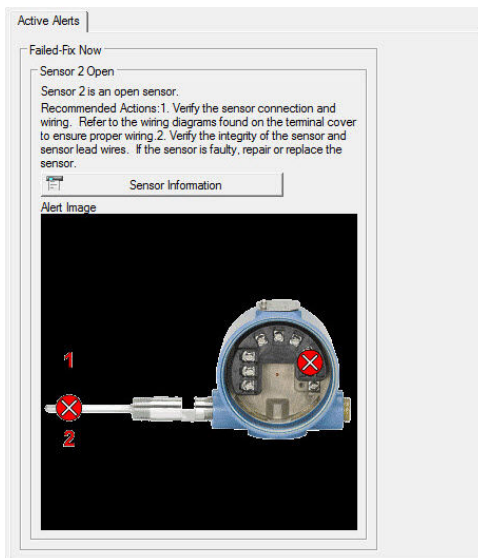 Active Alerts
Failed-Fix Now
Sensor 2 Open
Sensor 2 is an open sensor.
Recommended Actions:1. Verify the sensor connection and
wiring. Refer to the wiring diagrams found on the terminal cover
to ensure proper wiring.2. Verify the integrity of the sensor and
sensor lead wires. If the sensor is faulty, repair or replace the
sensor.
Sensor Information
Alert Image
1
2